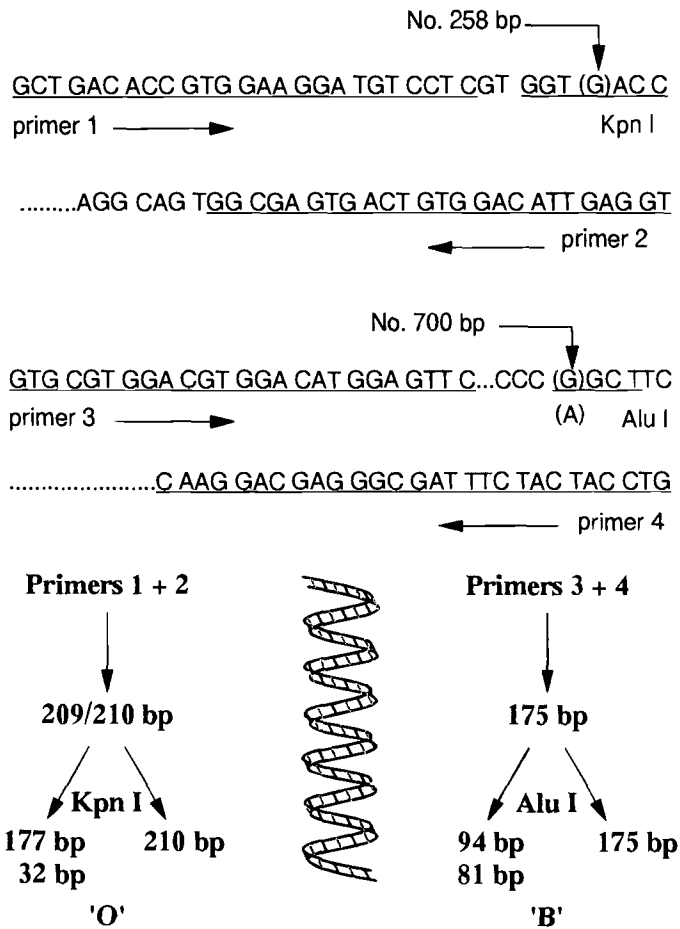 No. 258 bp
GCT GAC ACC GTG GAA GGA TGT CCT CGT GGT (G)ACC
primer 1 Kpn I
.........AGG CAG TGG CGA GTG ACT GTG GAC ATT GAG GT
primer 2
No. 700 bp
GTG CGT GGA CGT GGA CAT GGA GTT C...CCC (G)GC TTC
primer 3 (A) Alu I
......................C AAG GAC GAG GGC GAT TTC TAC TAC CTG
primer 4
Primers 1 + 2 Primers 3 + 4
209/210 bp 175 bp
Kpn I Alu I
177 bp 210 bp 94 bp 175 bp
32 bp 81 bp
'O' 'B'